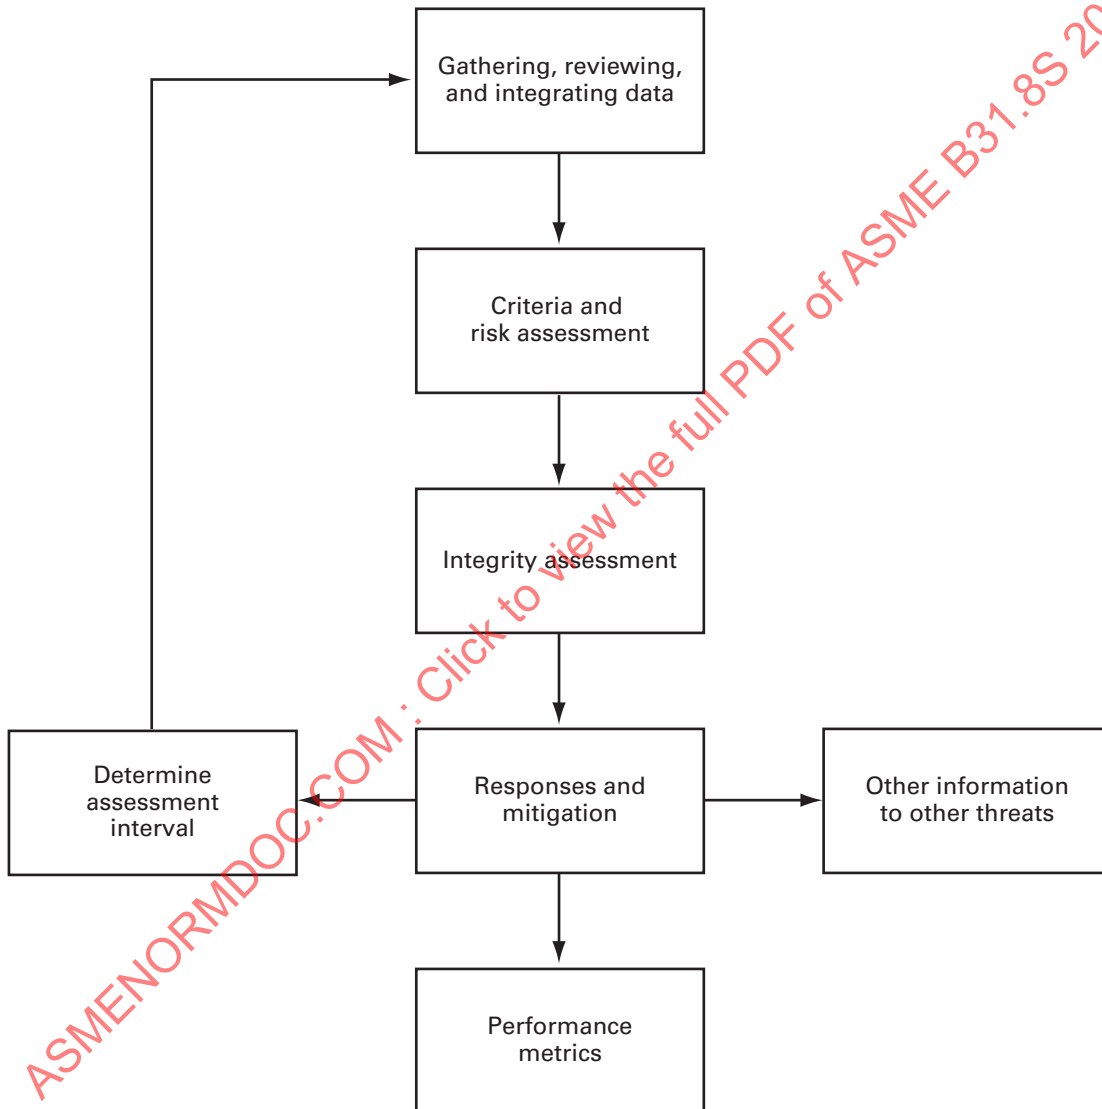 Gathering, reviewing,
and integrating data
Criteria and
risk assessment
Integrity assessment
Determine
assessment
interval
Responses and
mitigation
Other information
to other threats
Performance
metrics
ASMENORMDOC.COM : Click to view the full PDF of ASME B31.8S 20